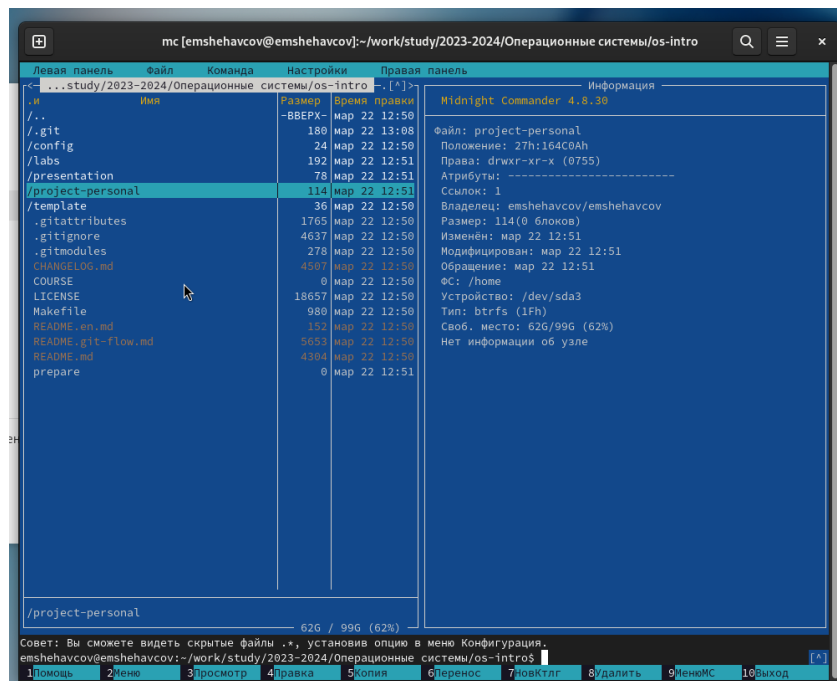 mc [emshehavcov@emshehavcov]:~/work/study/2023-2024/Операционные системы/os-intro
Левая панель Файл Команда Настройки Правая панель
<— ...study/2023-2024/Операционные системы/os-intro —.[^]>
.и Имя Размер Время правки
/.. -ВВЕРХ- мар 22 12:50
/.git 180 мар 22 13:08
/config 24 мар 22 12:50
/labs 192 мар 22 12:51
/presentation 78 мар 22 12:51
/project-personal 114 мар 22 12:51
/template 36 мар 22 12:50
.gitattributes 1765 мар 22 12:50
.gitignore 4637 мар 22 12:50
.gitmodules 278 мар 22 12:50
CHANGELOG.md 4507 мар 22 12:50
COURSE 0 мар 22 12:50
LICENSE 18657 мар 22 12:50
Makefile 980 мар 22 12:50
README.en.md 152 мар 22 12:50
README.git-flow.md 5653 мар 22 12:50
README.md 4304 мар 22 12:50
prepare 0 мар 22 12:51
/project-personal
62G / 99G (62%)
Информация
Midnight Commander 4.8.30
Файл: project-personal
Положение: 27h:164C0Ah
Права: drwxr-xr-x (0755)
Атрибуты: ------------------------
Ссылок: 1
Владелец: emshehavcov/emshehavcov
Размер: 114(0 блоков)
Изменён: мар 22 12:51
Модифицирован: мар 22 12:51
Обращение: мар 22 12:51
ФС: /home
Устройство: /dev/sda3
Тип: btrfs (1Fh)
Своб. место: 62G/99G (62%)
Нет информации об узле
Совет: Вы сможете видеть скрытые файлы .*, установив опцию в меню Конфигурация.
emshehavcov@emshehavcov:~/work/study/2023-2024/Операционные системы/os-intro$ [^]
1Помощь 2Меню 3Просмотр 4Правка 5Копия 6Перенос 7НовКтлг 8Удалить 9МенюМС 10Выход